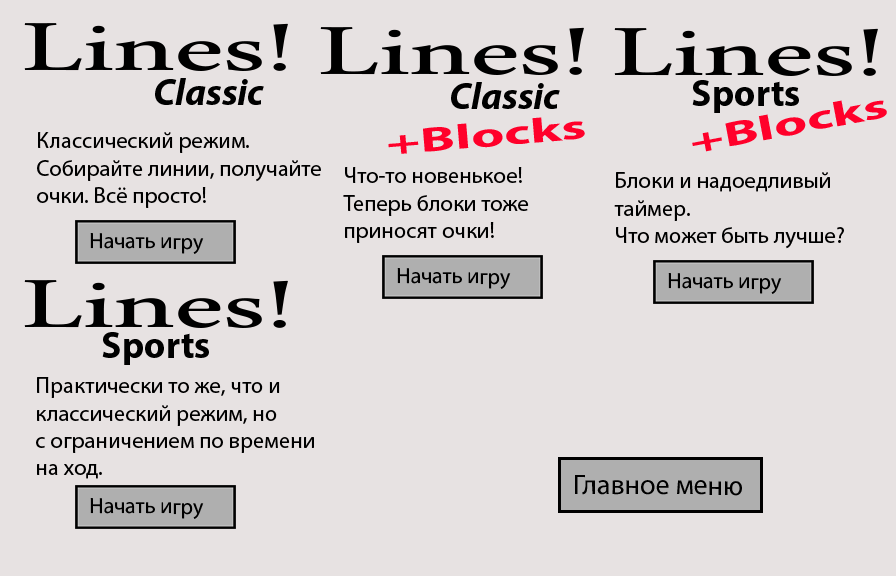 Lines!
Classic
Классический режим.
Собирайте линии, получайте
очки. Всё просто!
Начать игру
Lines!
Classic
+Blocks
Что-то новенькое!
Теперь блоки тоже
приносят очки!
Начать игру
Lines!
Sports
+Blocks
Блоки и надоедливый
таймер.
Что может быть лучше?
Начать игру
Lines!
Sports
Практически то же, что и
классический режим, но
с ограничением по времени
на ход.
Начать игру
Главное меню